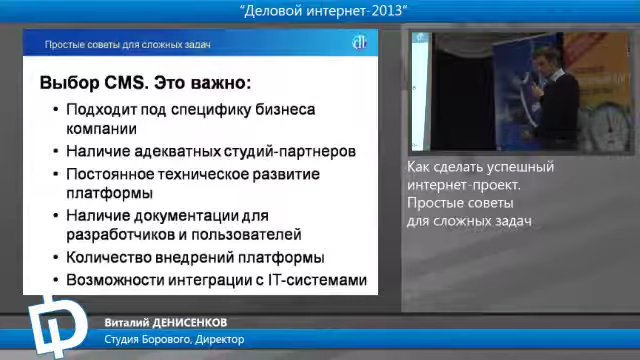 “Деловой интернет-2013”
Простые советы для сложных задач
Выбор CMS. Это важно:
• Подходит под специфику бизнеса
компании
• Наличие адекватных студий-партнеров
• Постоянное техническое развитие
платформы
• Наличие документации для
разработчиков и пользователей
• Количество внедрений платформы
• Возможности интеграции с IT-системами
Как сделать успешный
интернет-проект.
Простые советы
для сложных задач
Виталий ДЕНИСЕНКОВ
Студия Борового, Директор